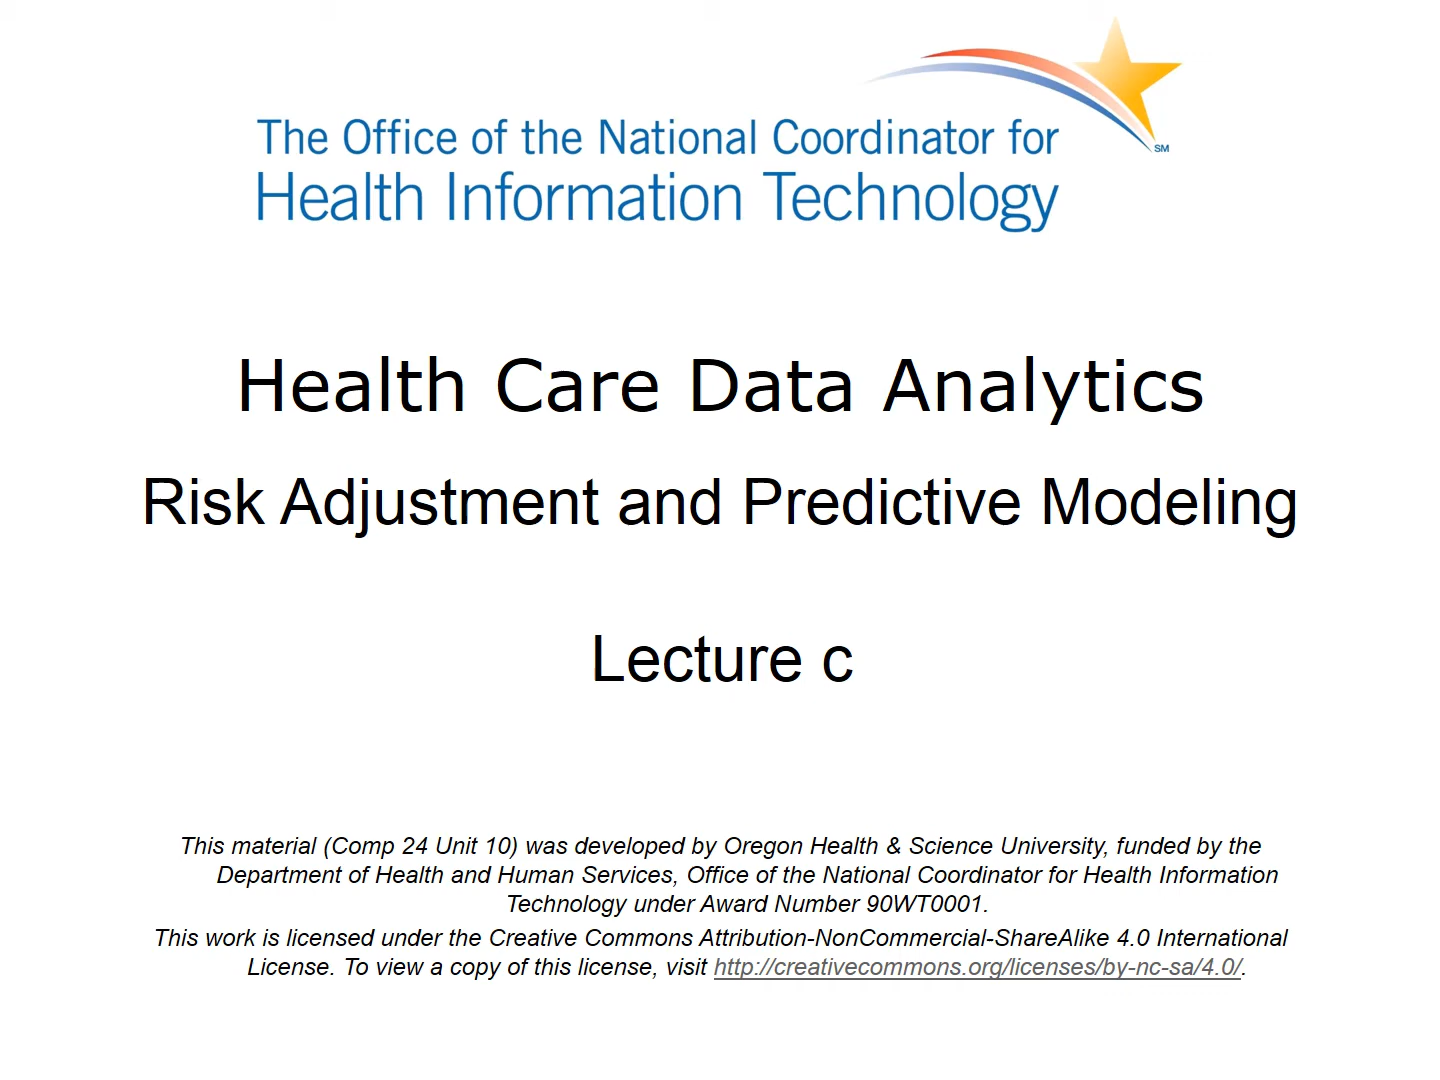 The Office of the National Coordinator for
Health Information Technology
SM
Health Care Data Analytics
Risk Adjustment and Predictive Modeling
Lecture c
This material (Comp 24 Unit 10) was developed by Oregon Health & Science University, funded by the
Department of Health and Human Services, Office of the National Coordinator for Health Information
Technology under Award Number 90WT0001.
This work is licensed under the Creative Commons Attribution-NonCommercial-ShareAlike 4.0 International
License. To view a copy of this license, visit http://creativecommons.org/licenses/by-nc-sa/4.0/.